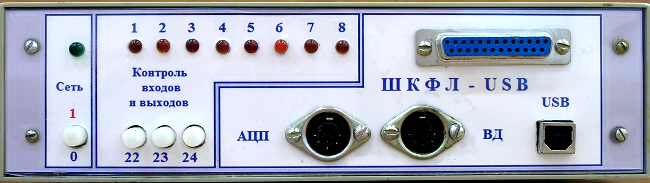 1 2 3 4 5 6 7 8
Сеть
Контроль
входов
и выходов
ШКФЛ - USB
USB
1
АЦП
ВД
0
22 23 24